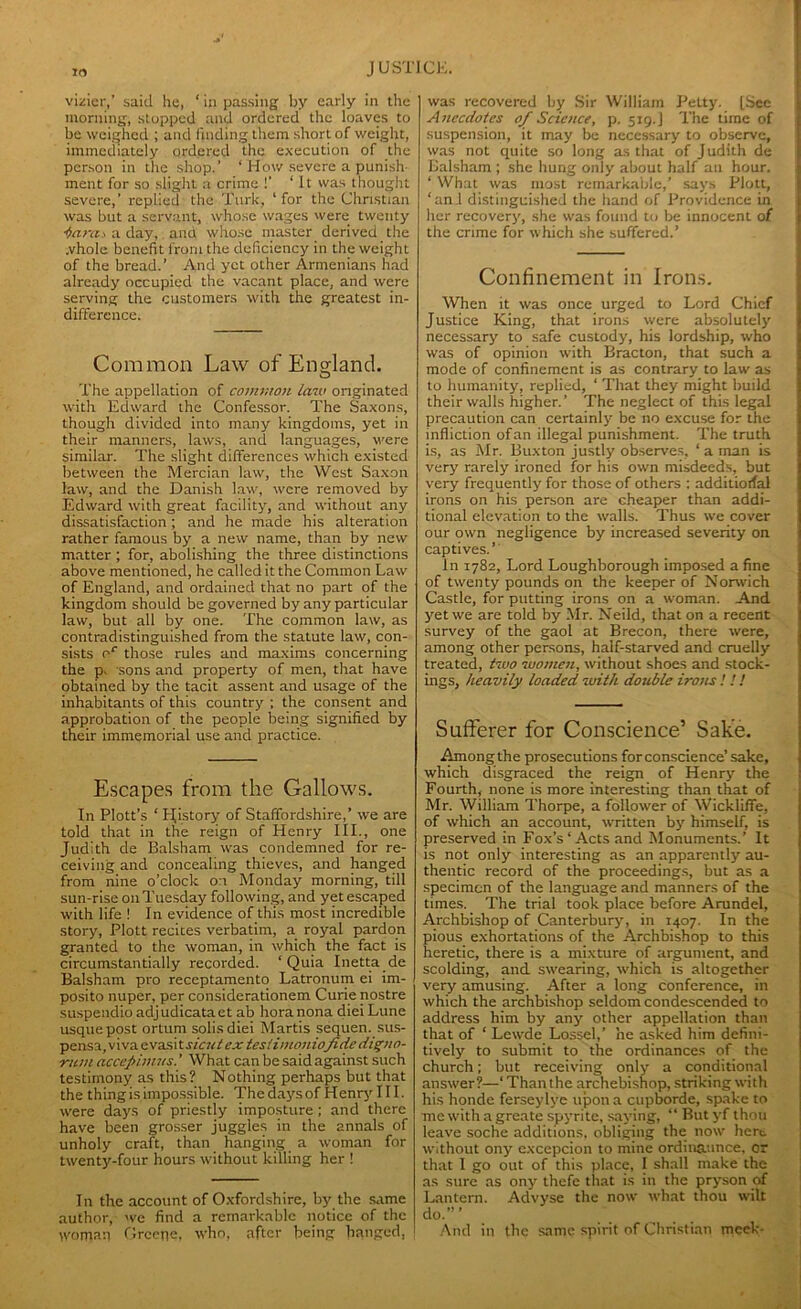 10
JUSTICE.
vizier,’ said he, ‘in passing by early in the
morning, stopped and ordered the loaves to
be weighed ; and finding them short of weight,
immediately ordered the execution of the
person in the shop.’ ‘ How severe a punish-
ment for so slight a crime !’ ‘ It was thought
severe,’ replied the Turk, ‘ for the Christian
was but a servant, whose wages were twenty
paras a day, and whose master derived the
whole benefit from the deficiency in the weight
of the bread.’ And yet other Armenians had
already occupied the vacant place, and were
serving the customers with the greatest in-
difference.
Common Law of England.
The appellation of common law originated
with Edward the Confessor. The Saxons,
though divided into many kingdoms, yet in
their manners, laws, and languages, were
similar. The slight differences which existed
between the Mercian law, the West Saxon
law, and the Danish law, were removed by
Edward with great facility, and without any
dissatisfaction ; and he made his alteration
rather famous by a new name, than by new
matter ; for, abolishing the three distinctions
above mentioned, he called it the Common Law
of England, and ordained that no part of the
kingdom should be governed by any particular
law, but all by one. The common law, as
contradistinguished from the statute law, con-
sists of those rules and maxims concerning
the p. sons and property of men, that have
obtained by the tacit assent and usage of the
inhabitants of this country ; the consent and
approbation of the people being signified by
their immemorial use and practice.
Escapes from the Gallows.
In Plott’s ‘ History of Staffordshire,’ we are
told that in the reign of Henry III., one
Judith de Balsham was condemned for re-
ceiving and concealing thieves, and hanged
from nine o’clock on Monday morning, till
sun-rise on Tuesday following, and yet escaped
with life ! In evidence of this most incredible
story, Plott recites verbatim, a royal pardon
granted to the woman, in which the fact is
circumstantially recorded. ‘ Quia Inetta de
Balsham pro receptamento Latronum ei im-
posito nuper, per considerationem Curie nostre
suspendio adjudicata et ab hora nona diei Lune
usque post ortum solis diei Martis sequen. sus-
pensa, viva evasit sicut ex testimonio fide digno-
rum accepimus.’ What can be said against such
testimony as this? Nothing perhaps but that
the thing is impossible. The days of Henry III.
were days of priestly imposture ; and there
have been grosser juggles in the annals of
unholy craft, than hanging a woman for
twenty-four hours without killing her !
In the account of Oxfordshire, by the same
author, we find a remarkable notice of the
woman Greene, who, after being hanged,
was recovered by Sir William Petty. [See
Anecdotes of Science, p. 519.] The time of
suspension, it may be necessary to observe,
was not quite so long as that of Judith de
Balsham ; she hung only about half an hour.
‘ What was most remarkable,’ says Plott,
‘ and distinguished the hand of Providence in
her recovery, she was found to be innocent of
the crime for which she suffered.’
Confinement in Irons.
When it was once urged to Lord Chief
Justice King, that irons were absolutely
necessary to safe custody, his lordship, who
was of opinion with Bracton, that such a
mode of confinement is as contrary to law as
to humanity, replied, ‘ That they might build
their walls higher.’ The neglect of this legal
precaution can certainly be no excuse for the
infliction of an illegal punishment. The truth
is, as Mr. Buxton justly observes, ‘ a man is
very rarely ironed for his own misdeeds, but
very frequently for those of others ; additional
irons on his person are cheaper than addi-
tional elevation to the walls. Thus we cover
our own negligence by increased severity on
captives.’
In 1782, Lord Loughborough imposed a fine
of twenty pounds on the keeper of Norwich
Castle, for putting irons on a woman. And
yet we are told by Mr. Neild, that on a recent
survey of the gaol at Brecon, there were,
among other persons, half-starved and cruelly
treated, two women, without shoes and stock-
ings, heavily loaded with double irons ! ! !
Sufferer for Conscience’ Sake.
Among the prosecutions for conscience’ sake,
which disgraced the reign of Henry the
Fourth, none is more interesting than that of
Mr. William Thorpe, a follower of Wickliffe,
of which an account, written by himself, is
preserved in Fox’s ‘ Acts and Monuments.’ It
is not only interesting as an apparently au-
thentic record of the proceedings, but as a
specimen of the language and manners of the
times. The trial took place before Arundel,
Archbishop of Canterbury, in 1407. In the
pious exhortations of the Archbishop to this
heretic, there is a mixture of argument, and
scolding, and swearing, which is altogether
very amusing. After a long conference, in
which the archbishop seldom condescended to
address him by any other appellation than
that of ‘ Lewde Lossel,’ he asked him defini-
tively to submit to the ordinances of the
church ; but receiving only a conditional
answer?—‘ Than the archebishop, striking with
his honde ferseylye upon a cupborde, spake to
me with a greate spyrite, saying, “ But yf thou
leave soche additions, obliging the now here
without ony excepcion to mine ordinaunce, or
that I go out of this place, I shall make the
as sure as ony thefe that is in the pryson of
Lantern. Advyse the now what thou wilt
do.” ’
And in the same spirit of Christian meek-